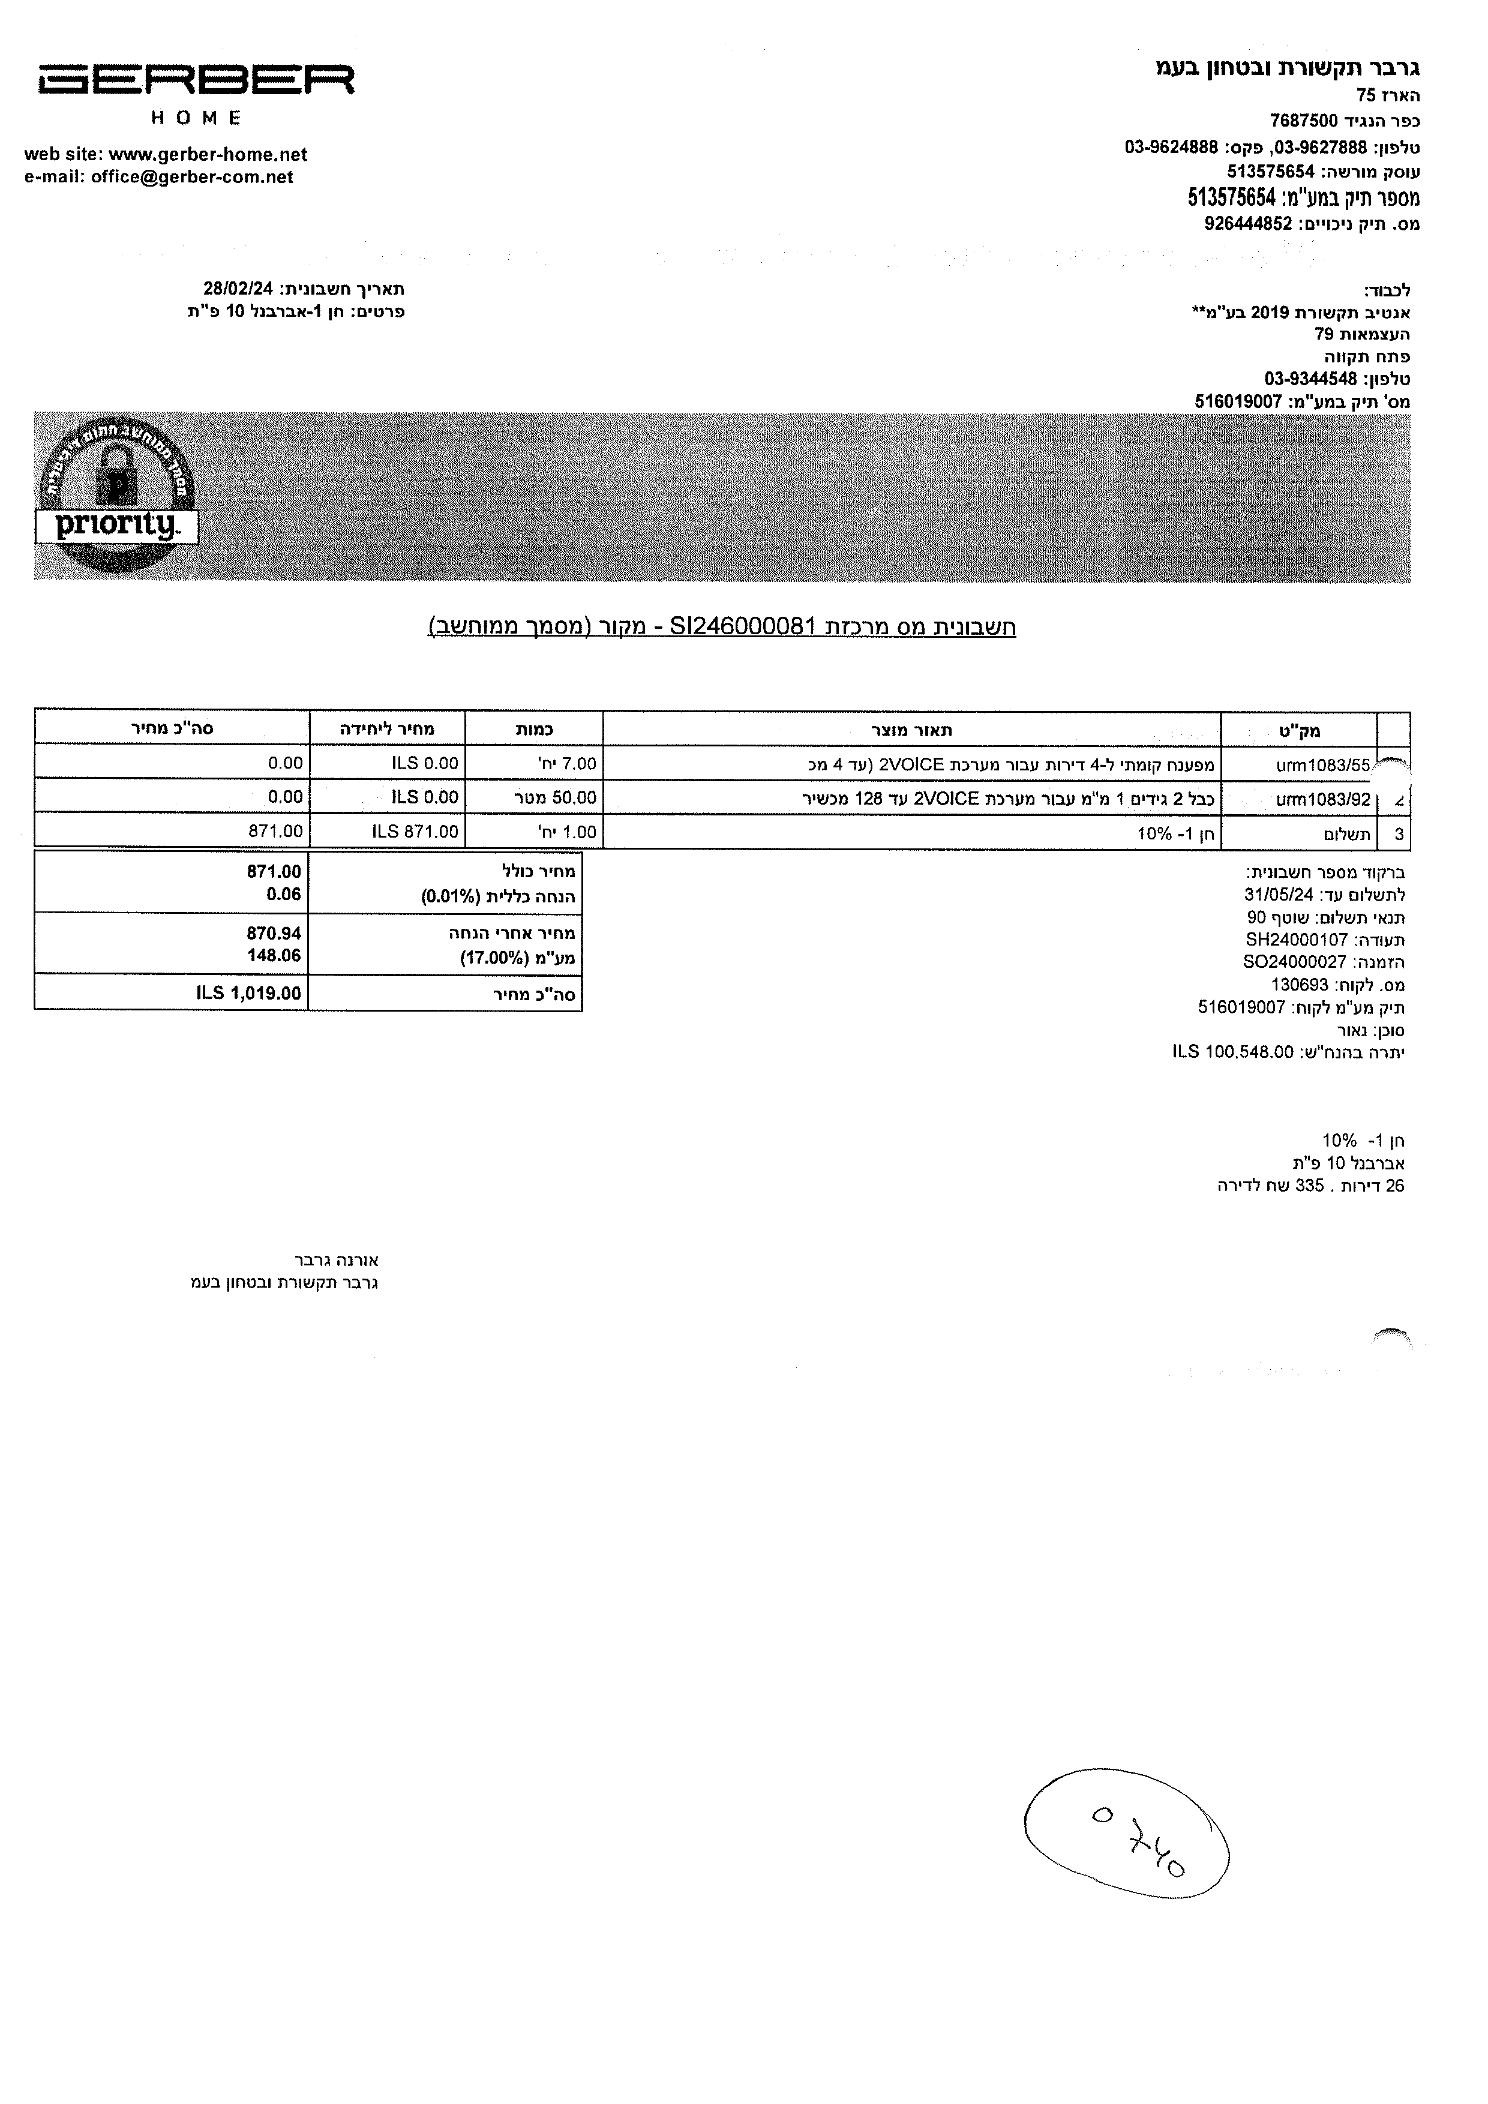 GERBER
HOME
web site: www.gerber-home.net
e-mail: office@gerber-com.net
גרבר תקשורת ובטחון בעמ
הארז 75
כפר הנגיד 7687500
טלפון: 03-9627888, פקס: 03-9624888
עוסק מורשה: 513575654
מספר תיק במע"מ: 513575654
מס. תיק ניכויים: 926444852
תאריך חשבונית: 28/02/24
פרטים: חן 1-אברבנל 10 פ"ת
לכבוד:
אנטיב תקשורת 2019 בע"מ**
העצמאות 79
פתח תקווה
טלפון: 03-9344548
מס' תיק במע"מ: 516019007
priority
חשבונית מס מרכזת SI246000081 - מקור (מסמך ממוחשב)
מק"ט תאור מוצר כמות מחיר ליחידה סה"כ מחיר
urm1083/55 מפענח קומתי ל-4 דירות עבור מערכת 2VOICE (עד 4 מכ 7.00 יח' ILS 0.00 0.00
2 urm1083/92 כבל 2 גידים 1 מ"מ עבור מערכת 2VOICE עד 128 מכשיר 50.00 מטר ILS 0.00 0.00
3 תשלום חן 1- 10% 1.00 יח' ILS 871.00 871.00
מחיר כולל 871.00
הנחה כללית (0.01%) 0.06
מחיר אחרי הנחה 870.94
מע"מ (17.00%) 148.06
סה"כ מחיר ILS 1,019.00
ברקוד מספר חשבונית:
לתשלום עד: 31/05/24
תנאי תשלום: שוטף 90
תעודה: SH24000107
הזמנה: SO24000027
מס. לקוח: 130693
תיק מע"מ לקוח: 516019007
סוכן: נאור
יתרה בהנח"ש: ILS 100,548.00
חן 1- 10%
אברבנל 10 פ"ת
26 דירות . 335 שח לדירה
אורנה גרבר
גרבר תקשורת ובטחון בעמ